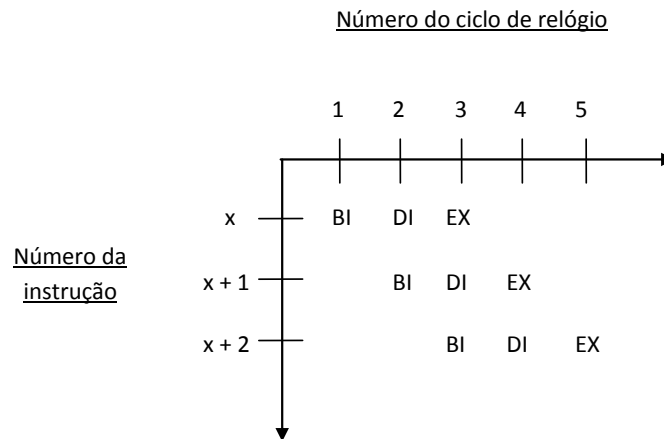 Número do ciclo de relógio
1 2 3 4 5
x BI DI EX
Número da
instrução
x + 1 BI DI EX
x + 2 BI DI EX